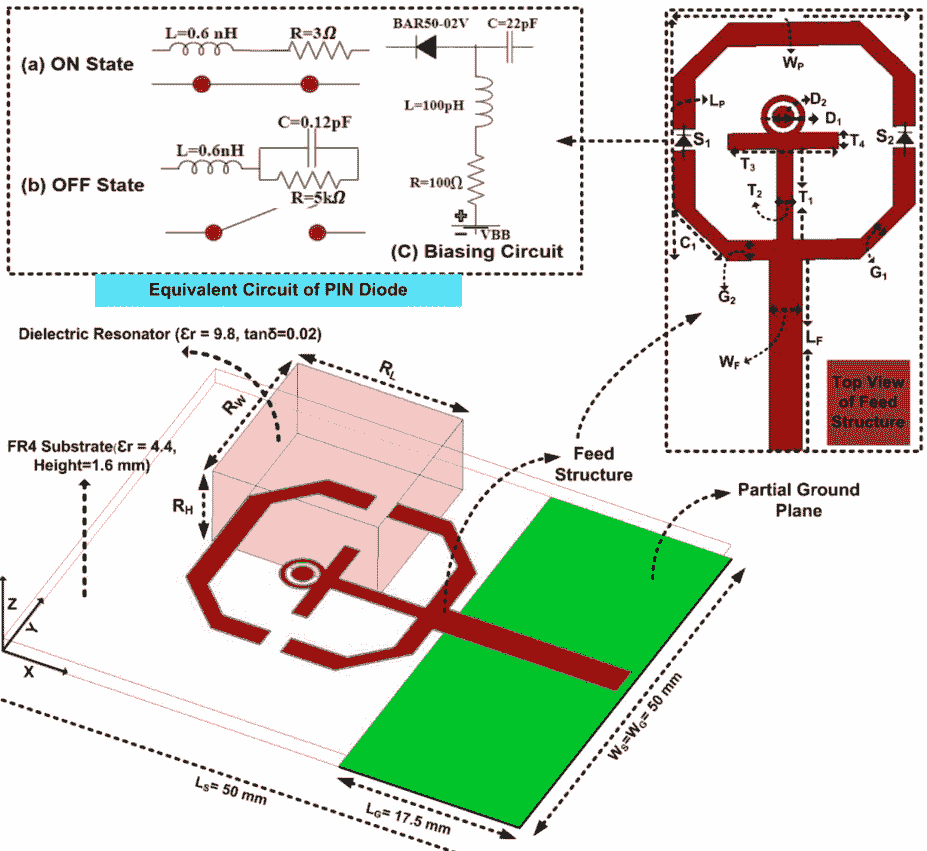 L=0.6 nH
R=3Ω
(a) ON State
C=0.12pF
L=0.6nH
(b) OFF State
R=5kΩ
BAR50-02V
C=22pF
L=100pH
R=100Ω
+
−
VBB
(C) Biasing Circuit
Equivalent Circuit of PIN Diode
WP
LP
D2
D1
S1
S2
T4
T3
T2
T1
C1
G1
G2
LF
WF
Top View
of Feed
Structure
Dielectric Resonator (Ɛr = 9.8, tanδ=0.02)
RL
RW
FR4 Substrate(Ɛr = 4.4,
Height=1.6 mm)
RH
Feed
Structure
Partial Ground
Plane
Z
Y
X
WS=WG= 50 mm
LS= 50 mm
LG= 17.5 mm